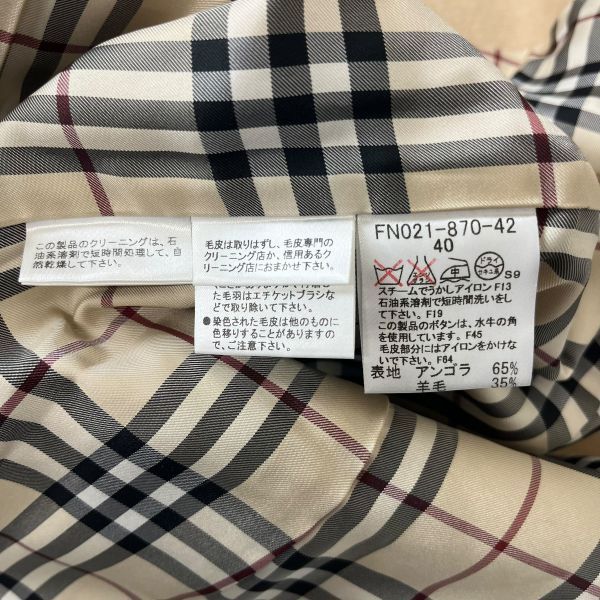 この製品のクリーニングは、石
油系溶剤で短時間処理して、自
然乾燥して下さい。
毛皮は取りはずし、毛皮専門の
クリーニング店か、信用あるク
リーニング店におまかせ下さい。
た毛羽はエチケットブラシな
どで取り除いて下さい。
●染色された毛皮は他のものに
色移りすることがありますの
で、ご注意下さい。
FN021-870-42
40
ドライ
セキユ系
S9
スチームでうかしアイロン F13
石油系溶剤で短時間洗いをし
て下さい。F19
この製品のボタンは、水牛の角
を使用しています。F45
毛皮部分にはアイロンをかけな
いで下さい。F64
表地 アンゴラ 65%
羊毛 35%